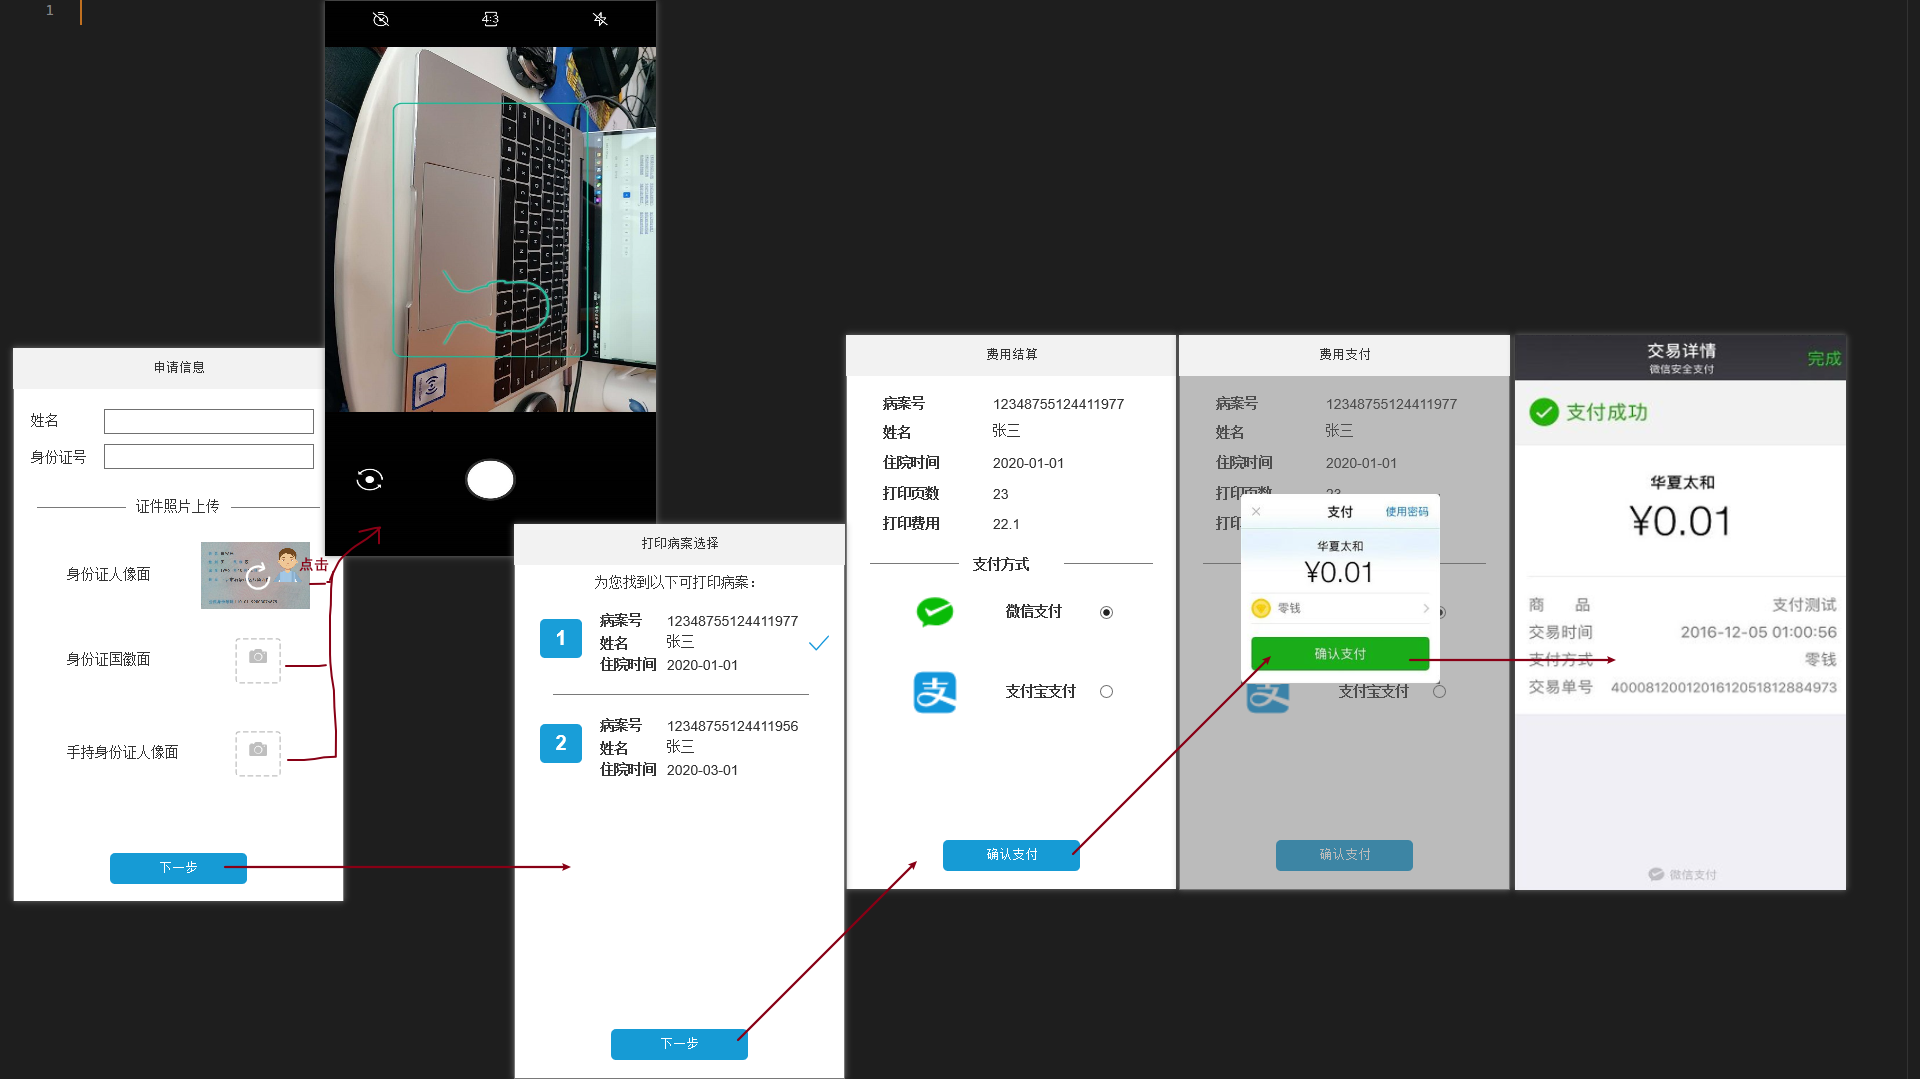 1
4:3
申请信息
姓名
身份证号
证件照片上传
身份证人像面
点击
身份证国徽面
手持身份证人像面
下一步
打印病案选择
为您找到以下可打印病案：
1
病案号 12348755124411977
姓名 张三
住院时间 2020-01-01
2
病案号 12348755124411956
姓名 张三
住院时间 2020-03-01
下一步
费用结算
病案号 12348755124411977
姓名 张三
住院时间 2020-01-01
打印页数 23
打印费用 22.1
支付方式
微信支付
支 支付宝支付
确认支付
费用支付
病案号 12348755124411977
姓名 张三
住院时间 2020-01-01
打印页数 23
打印
支付 使用密码
华夏太和
¥0.01
零钱
确认支付
支付宝支付
确认支付
交易详情
微信安全支付
完成
支付成功
华夏太和
¥0.01
商 品 支付测试
交易时间 2016-12-05 01:00:56
支付方式 零钱
交易单号 4000812001201612051812884973
微信支付